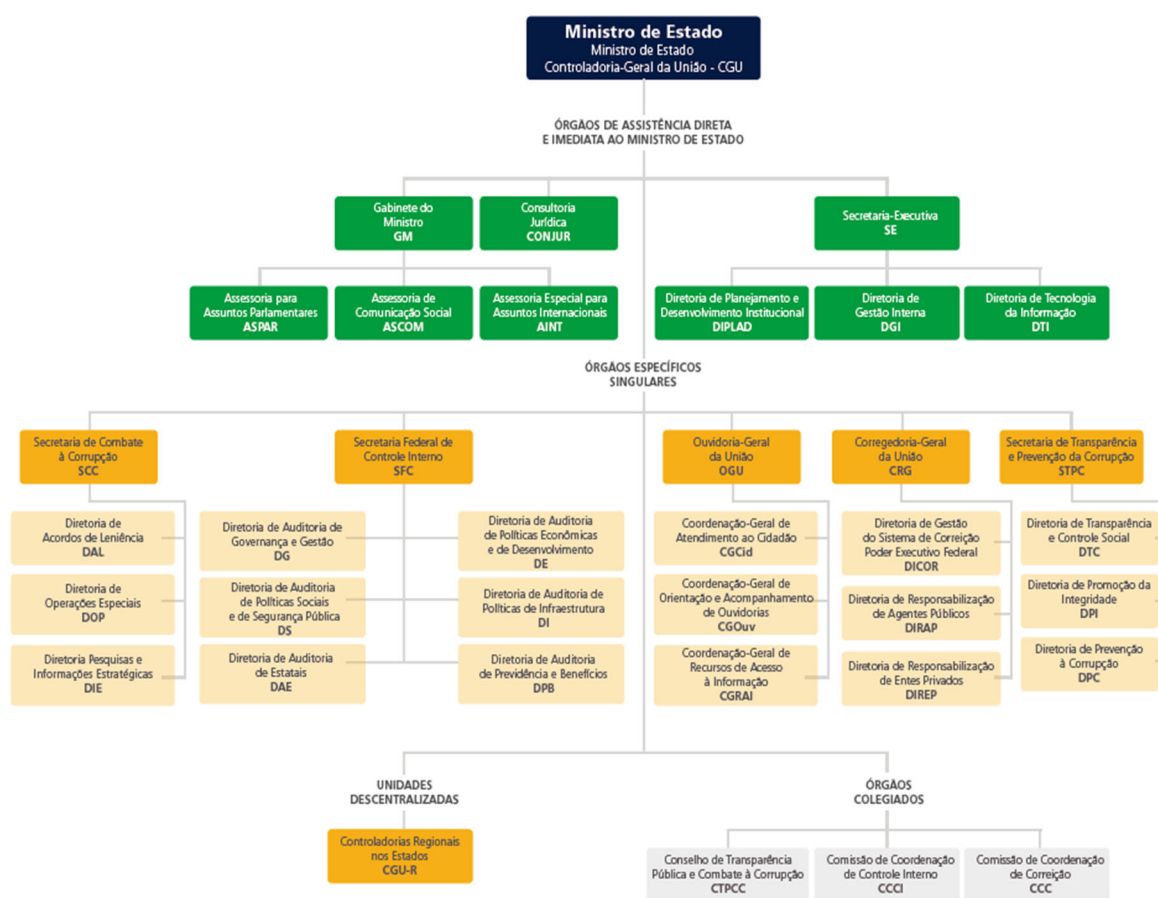 Ministro de Estado
Ministro de Estado
Controladoria-Geral da União - CGU
ÓRGÃOS DE ASSISTÊNCIA DIRETA
E IMEDIATA AO MINISTRO DE ESTADO
Gabinete do
Ministro
GM
Consultoria
Jurídica
CONJUR
Secretaria-Executiva
SE
Assessoria para
Assuntos Parlamentares
ASPAR
Assessoria de
Comunicação Social
ASCOM
Assessoria Especial para
Assuntos Internacionais
AINT
Diretoria de Planejamento e
Desenvolvimento Institucional
DIPLAD
Diretoria de
Gestão Interna
DGI
Diretoria de Tecnologia
da Informação
DTI
ÓRGÃOS ESPECÍFICOS
SINGULARES
Secretaria de Combate
à Corrupção
SCC
Secretaria Federal de
Controle Interno
SFC
Ouvidoria-Geral
da União
OGU
Corregedoria-Geral
da União
CRG
Secretaria de Transparência
e Prevenção da Corrupção
STPC
Diretoria de
Acordos de Leniência
DAL
Diretoria de
Operações Especiais
DOP
Diretoria Pesquisas e
Informações Estratégicas
DIE
Diretoria de Auditoria de
Governança e Gestão
DG
Diretoria de Auditoria
de Políticas Sociais
e de Segurança Pública
DS
Diretoria de Auditoria
de Estatais
DAE
Diretoria de Auditoria
de Políticas Econômicas
e de Desenvolvimento
DE
Diretoria de Auditoria de
Políticas de Infraestrutura
DI
Diretoria de Auditoria
de Previdência e Benefícios
DPB
Coordenação-Geral de
Atendimento ao Cidadão
CGCid
Coordenação-Geral de
Orientação e Acompanhamento
de Ouvidorias
CGOuv
Coordenação-Geral de
Recursos de Acesso
à Informação
CGRAI
Diretoria de Gestão
do Sistema de Correição
Poder Executivo Federal
DICOR
Diretoria de Responsabilização
de Agentes Públicos
DIRAP
Diretoria de Responsabilização
de Entes Privados
DIREP
Diretoria de Transparência
e Controle Social
DTC
Diretoria de Promoção da
Integridade
DPI
Diretoria de Prevenção
à Corrupção
DPC
UNIDADES
DESCENTRALIZADAS
Controladorias Regionais
nos Estados
CGU-R
ÓRGÃOS
COLEGIADOS
Conselho de Transparência
Pública e Combate à Corrupção
CTPCC
Comissão de Coordenação
de Controle Interno
CCCI
Comissão de Coordenação
de Correição
CCC